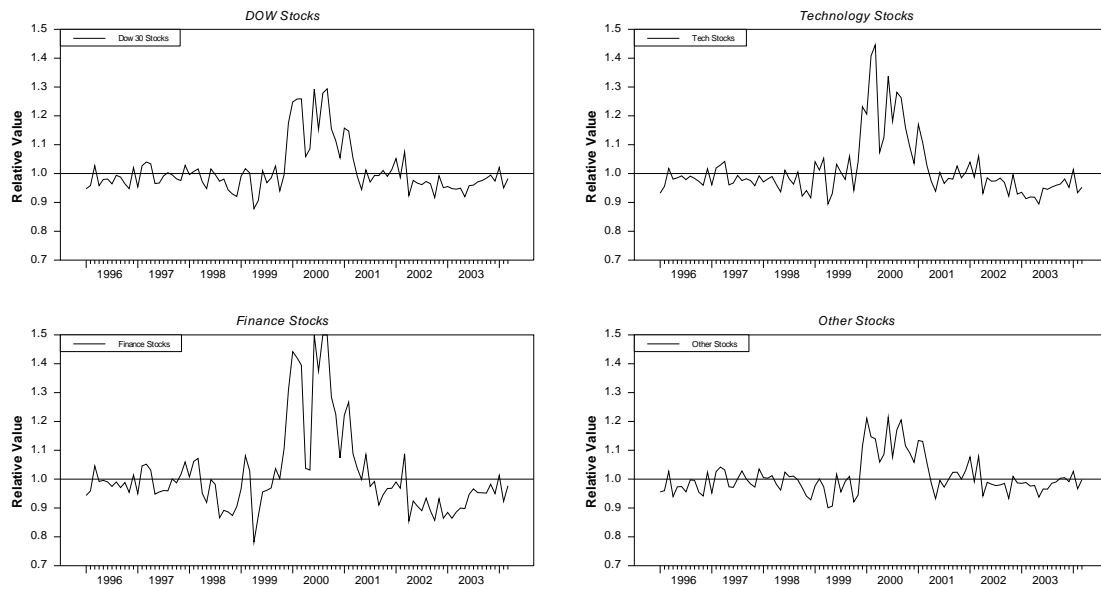 DOW Stocks
Relative Value
1.5
1.4
1.3
1.2
1.1
1.0
0.9
0.8
0.7
Dow 30 Stocks
1996 1997 1998 1999 2000 2001 2002 2003
Technology Stocks
Relative Value
1.5
1.4
1.3
1.2
1.1
1.0
0.9
0.8
0.7
Tech Stocks
1996 1997 1998 1999 2000 2001 2002 2003
Finance Stocks
Relative Value
1.5
1.4
1.3
1.2
1.1
1.0
0.9
0.8
0.7
Finance Stocks
1996 1997 1998 1999 2000 2001 2002 2003
Other Stocks
Relative Value
1.5
1.4
1.3
1.2
1.1
1.0
0.9
0.8
0.7
Other Stocks
1996 1997 1998 1999 2000 2001 2002 2003